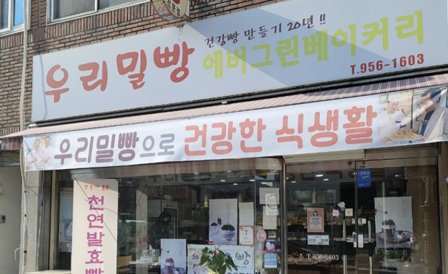 건강빵 만들기 20년!!
우리밀빵 에버그린베이커리
T.956-1603
우리밀빵으로 건강한 식생활
천연발효빵
956-1603